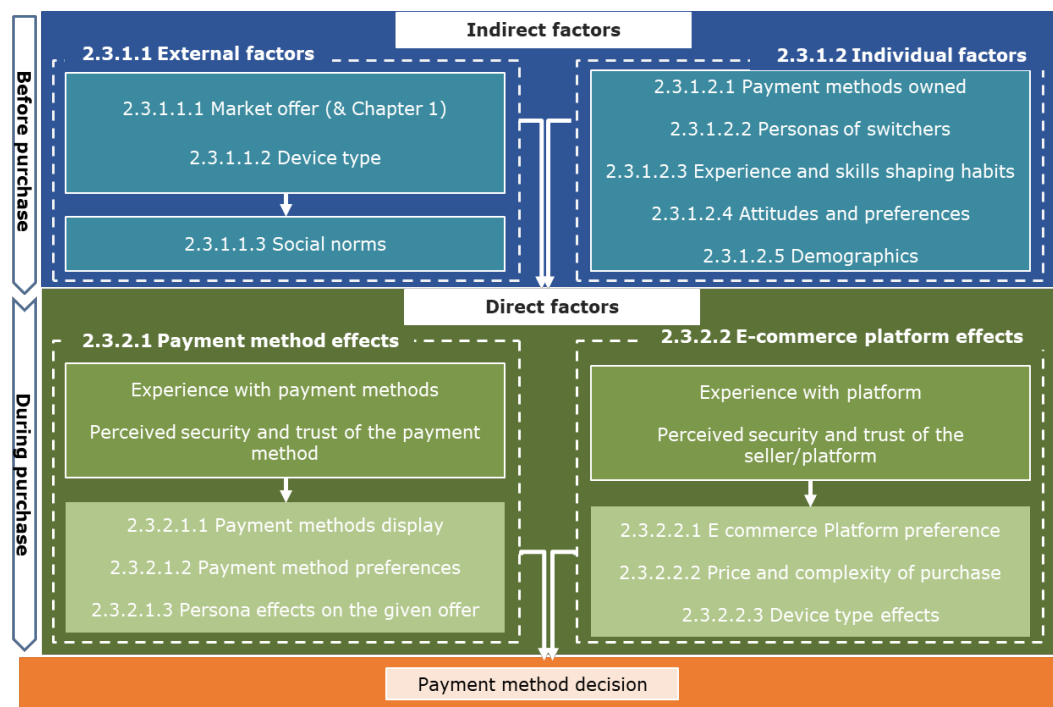 Before purchase
Indirect factors
2.3.1.1 External factors
2.3.1.1.1 Market offer (& Chapter 1)
2.3.1.1.2 Device type
2.3.1.1.3 Social norms
2.3.1.2 Individual factors
2.3.1.2.1 Payment methods owned
2.3.1.2.2 Personas of switchers
2.3.1.2.3 Experience and skills shaping habits
2.3.1.2.4 Attitudes and preferences
2.3.1.2.5 Demographics
During purchase
Direct factors
2.3.2.1 Payment method effects
Experience with payment methods
Perceived security and trust of the payment
method
2.3.2.1.1 Payment methods display
2.3.2.1.2 Payment method preferences
2.3.2.1.3 Persona effects on the given offer
2.3.2.2 E-commerce platform effects
Experience with platform
Perceived security and trust of the
seller/platform
2.3.2.2.1 E commerce Platform preference
2.3.2.2.2 Price and complexity of purchase
2.3.2.2.3 Device type effects
Payment method decision